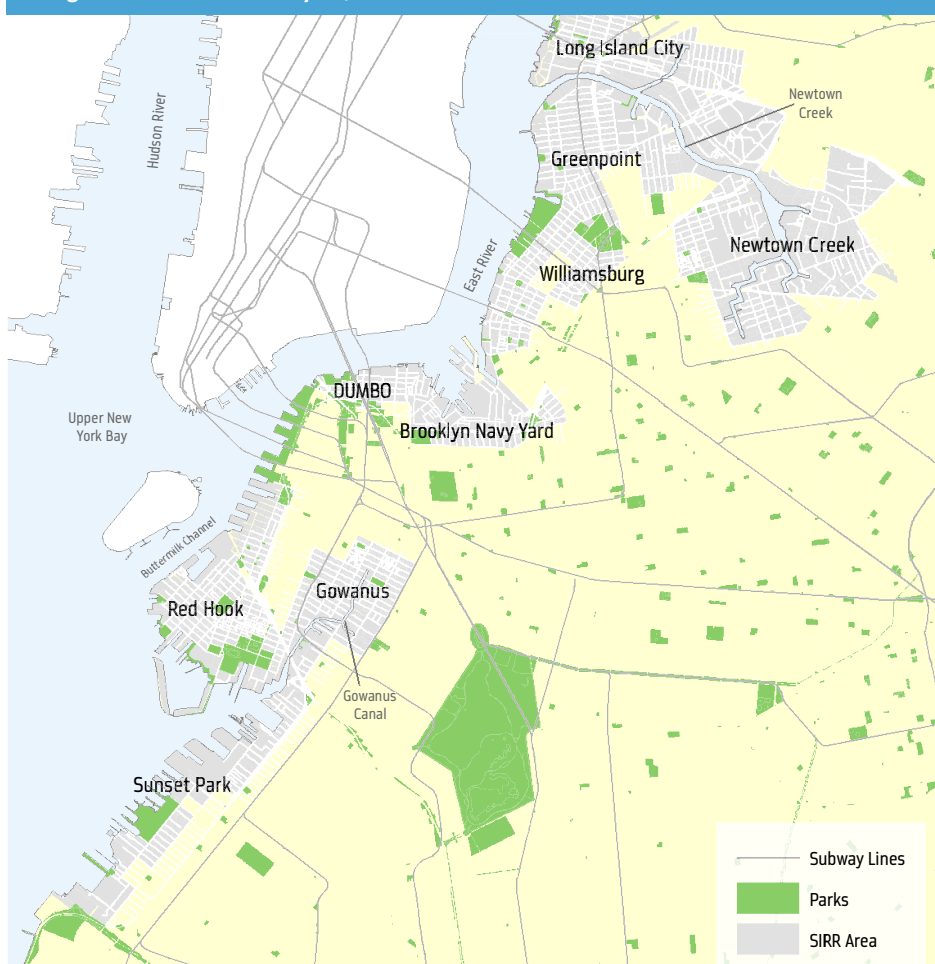 Long Island City
Newtown
Creek
Hudson River
Greenpoint
Newtown Creek
East River
Williamsburg
DUMBO
Upper New
York Bay
Brooklyn Navy Yard
Buttermilk Channel
Gowanus
Red Hook
Gowanus
Canal
Sunset Park
Subway Lines
Parks
SIRR Area